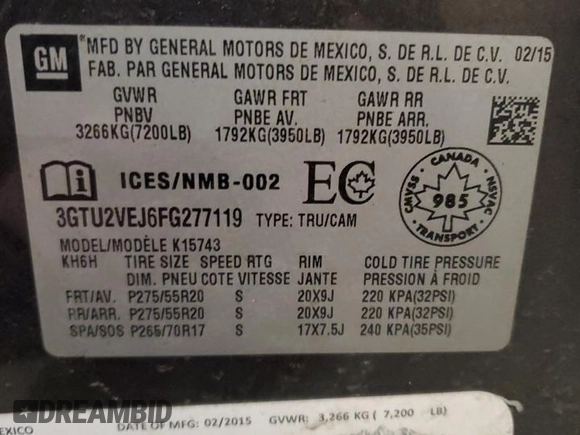 GM
MFD BY GENERAL MOTORS DE MEXICO, S. DE R.L. DE C.V. 02/15
FAB. PAR GENERAL MOTORS DE MEXICO, S. DE R.L. DE C.V.
GVWR GAWR FRT GAWR RR
PNBV PNBE AV. PNBE ARR.
3266KG(7200LB) 1792KG(3950LB) 1792KG(3950LB)
i ICES/NMB-002 EC
CANADA
CMVSS 985 NSVAC
3GTU2VEJ6FG277119 TYPE: TRU/CAM
MODEL/MODÈLE K15743
KH6H TIRE SIZE SPEED RTG RIM COLD TIRE PRESSURE
DIM. PNEU COTE VITESSE JANTE PRESSION À FROID
FRT/AV. P275/55R20 S 20X9J 220 KPA(32PSI)
RR/ARR. P275/55R20 S 20X9J 220 KPA(32PSI)
SPA/SOS P265/70R17 S 17X7.5J 240 KPA(35PSI)
DREAMBID
DATE OF MFG: 02/2015 GVWR: 3,266 KG ( 7,200 LB)
EXICO